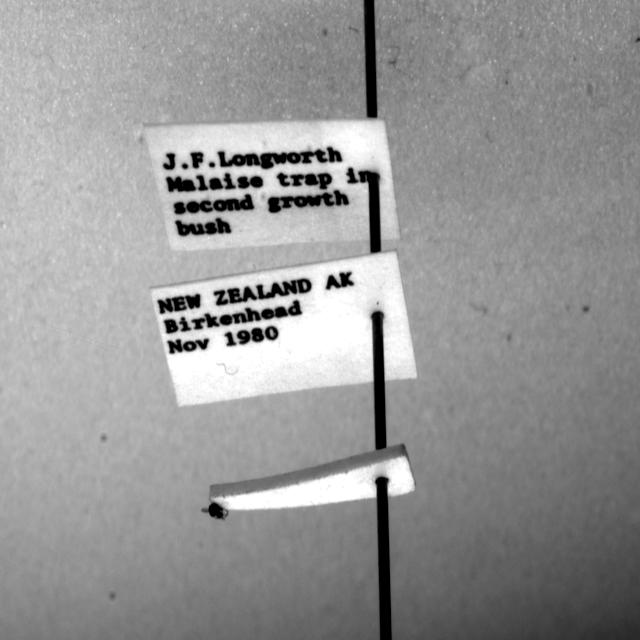 J.F.Longworth
Malaise trap in
second growth
bush
NEW ZEALAND AK
Birkenhead
Nov 1980